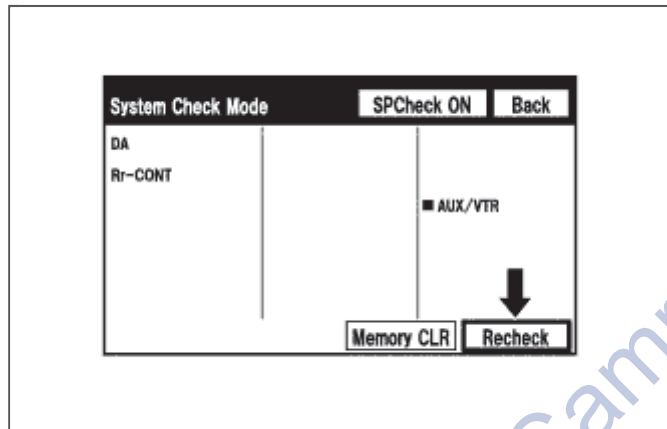 System Check Mode SPCheck ON Back
DA
Rr-CONT
■ AUX/VTR
Memory CLR Recheck